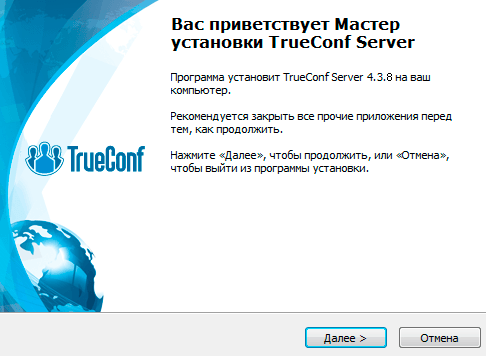 Вас приветствует Мастер
установки TrueConf Server
Программа установит TrueConf Server 4.3.8 на ваш
компьютер.
Рекомендуется закрыть все прочие приложения перед
тем, как продолжить.
Нажмите «Далее», чтобы продолжить, или «Отмена»,
чтобы выйти из программы установки.
TrueConf
Далее >
Отмена